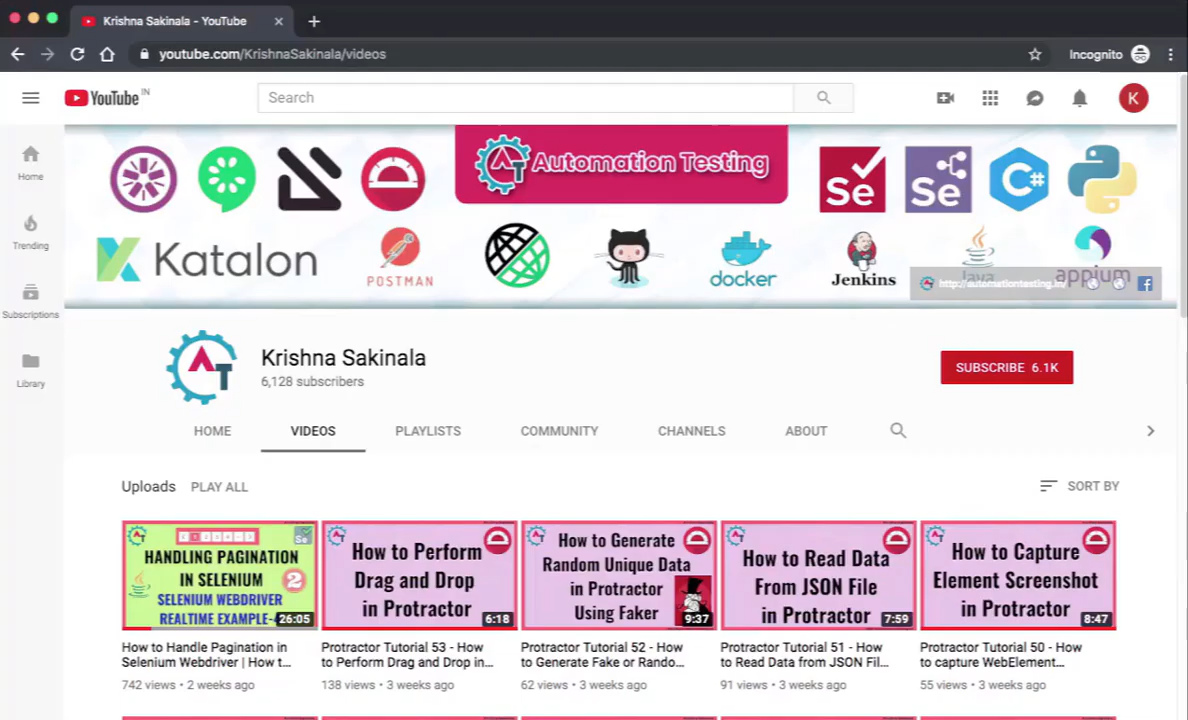 Krishna Sakinala - YouTube
youtube.com/KrishnaSakinala/videos
Incognito
YouTube IN
Search
K
Home
Trending
Subscriptions
Library
AT Automation Testing
Se
Se
C#
Katalon
POSTMAN
docker
Jenkins
Java
appium
http://automationtesting.in/
AT
Krishna Sakinala
6,128 subscribers
SUBSCRIBE 6.1K
HOME
VIDEOS
PLAYLISTS
COMMUNITY
CHANNELS
ABOUT
Uploads
PLAY ALL
SORT BY
HANDLING PAGINATION
IN SELENIUM
2
SELENIUM WEBDRIVER
REALTIME EXAMPLE-
26:05
How to Perform
Drag and Drop
in Protractor
6:18
How to Generate
Random Unique Data
in Protractor
Using Faker
9:37
How to Read Data
From JSON File
in Protractor
7:59
How to Capture
Element Screenshot
in Protractor
8:47
How to Handle Pagination in
Selenium Webdriver | How t...
742 views • 2 weeks ago
Protractor Tutorial 53 - How
to Perform Drag and Drop in...
138 views • 3 weeks ago
Protractor Tutorial 52 - How
to Generate Fake or Rando...
62 views • 3 weeks ago
Protractor Tutorial 51 - How
to Read Data from JSON Fil...
91 views • 3 weeks ago
Protractor Tutorial 50 - How
to capture WebElement...
55 views • 3 weeks ago